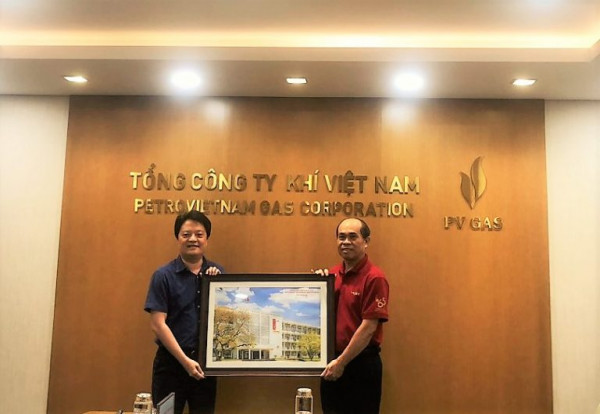 TỔNG CÔNG TY KHÍ VIỆT NAM
PETROVIETNAM GAS CORPORATION
PV GAS